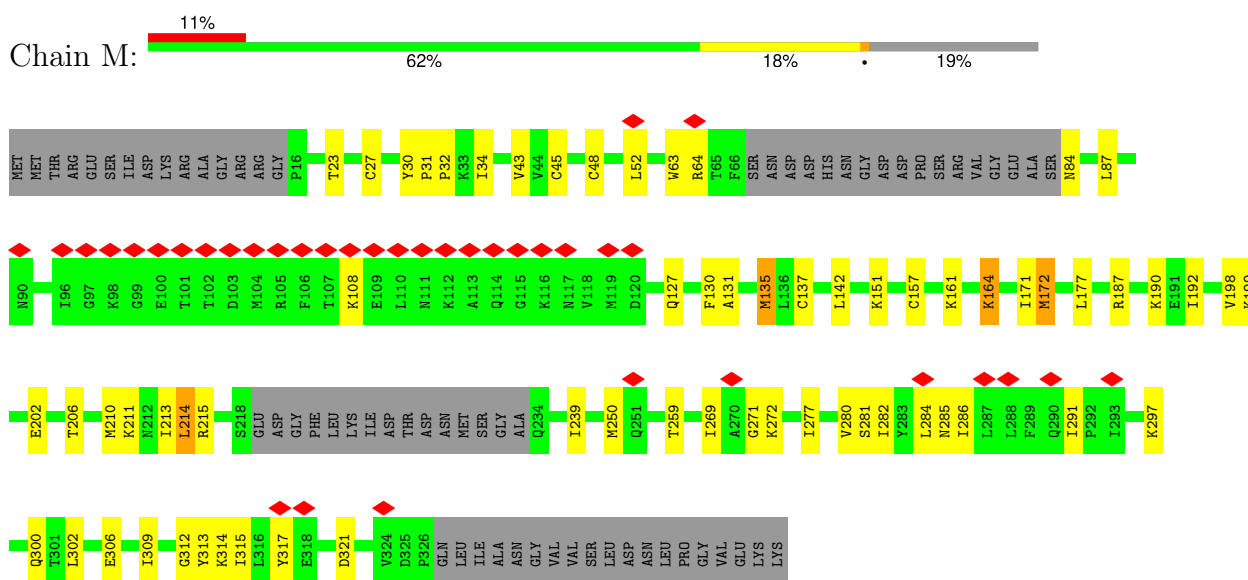 11%
Chain M:
62% 18% • 19%
MET MET THR ARG GLU SER ILE ASP LYS ARG ALA GLY ARG ARG GLY P16 T23 C27 Y30 P31 P32 K33 I34 V43 V44 C45 C48 L52 W63 R64 T65 F66 SER ASN ASP ASP ASP HIS ASN GLY ASP ASP PRO SER ARG VAL GLY GLU ALA SER N84 L87
N90 I96 G97 K98 G99 E100 T101 T102 D103 M104 R105 F106 T107 K108 E109 L110 N111 K112 A113 Q114 G115 K116 N117 V118 M119 D120 Q127 F130 A131 M135 L136 C137 L142 K151 C157 K161 K164 I171 M172 L177 R187 K190 E191 I192 V198 K199
E202 T206 M210 K211 N212 I213 L214 R215 S218 GLU ASP GLY PHE LEU LYS ILE ASP THR ASP ASN MET SER GLY ALA Q234 I239 M250 Q251 T259 I269 A270 G271 K272 I277 V280 S281 I282 Y283 L284 N285 I286 L287 L288 F289 Q290 I291 P292 I293 K297
Q300 T301 L302 E306 I309 G312 Y313 K314 I315 L316 Y317 E318 D321 V324 D325 P326 GLN LEU ILE ALA ASN GLY VAL VAL SER LEU ASP ASN LEU PRO GLY VAL GLU LYS LYS